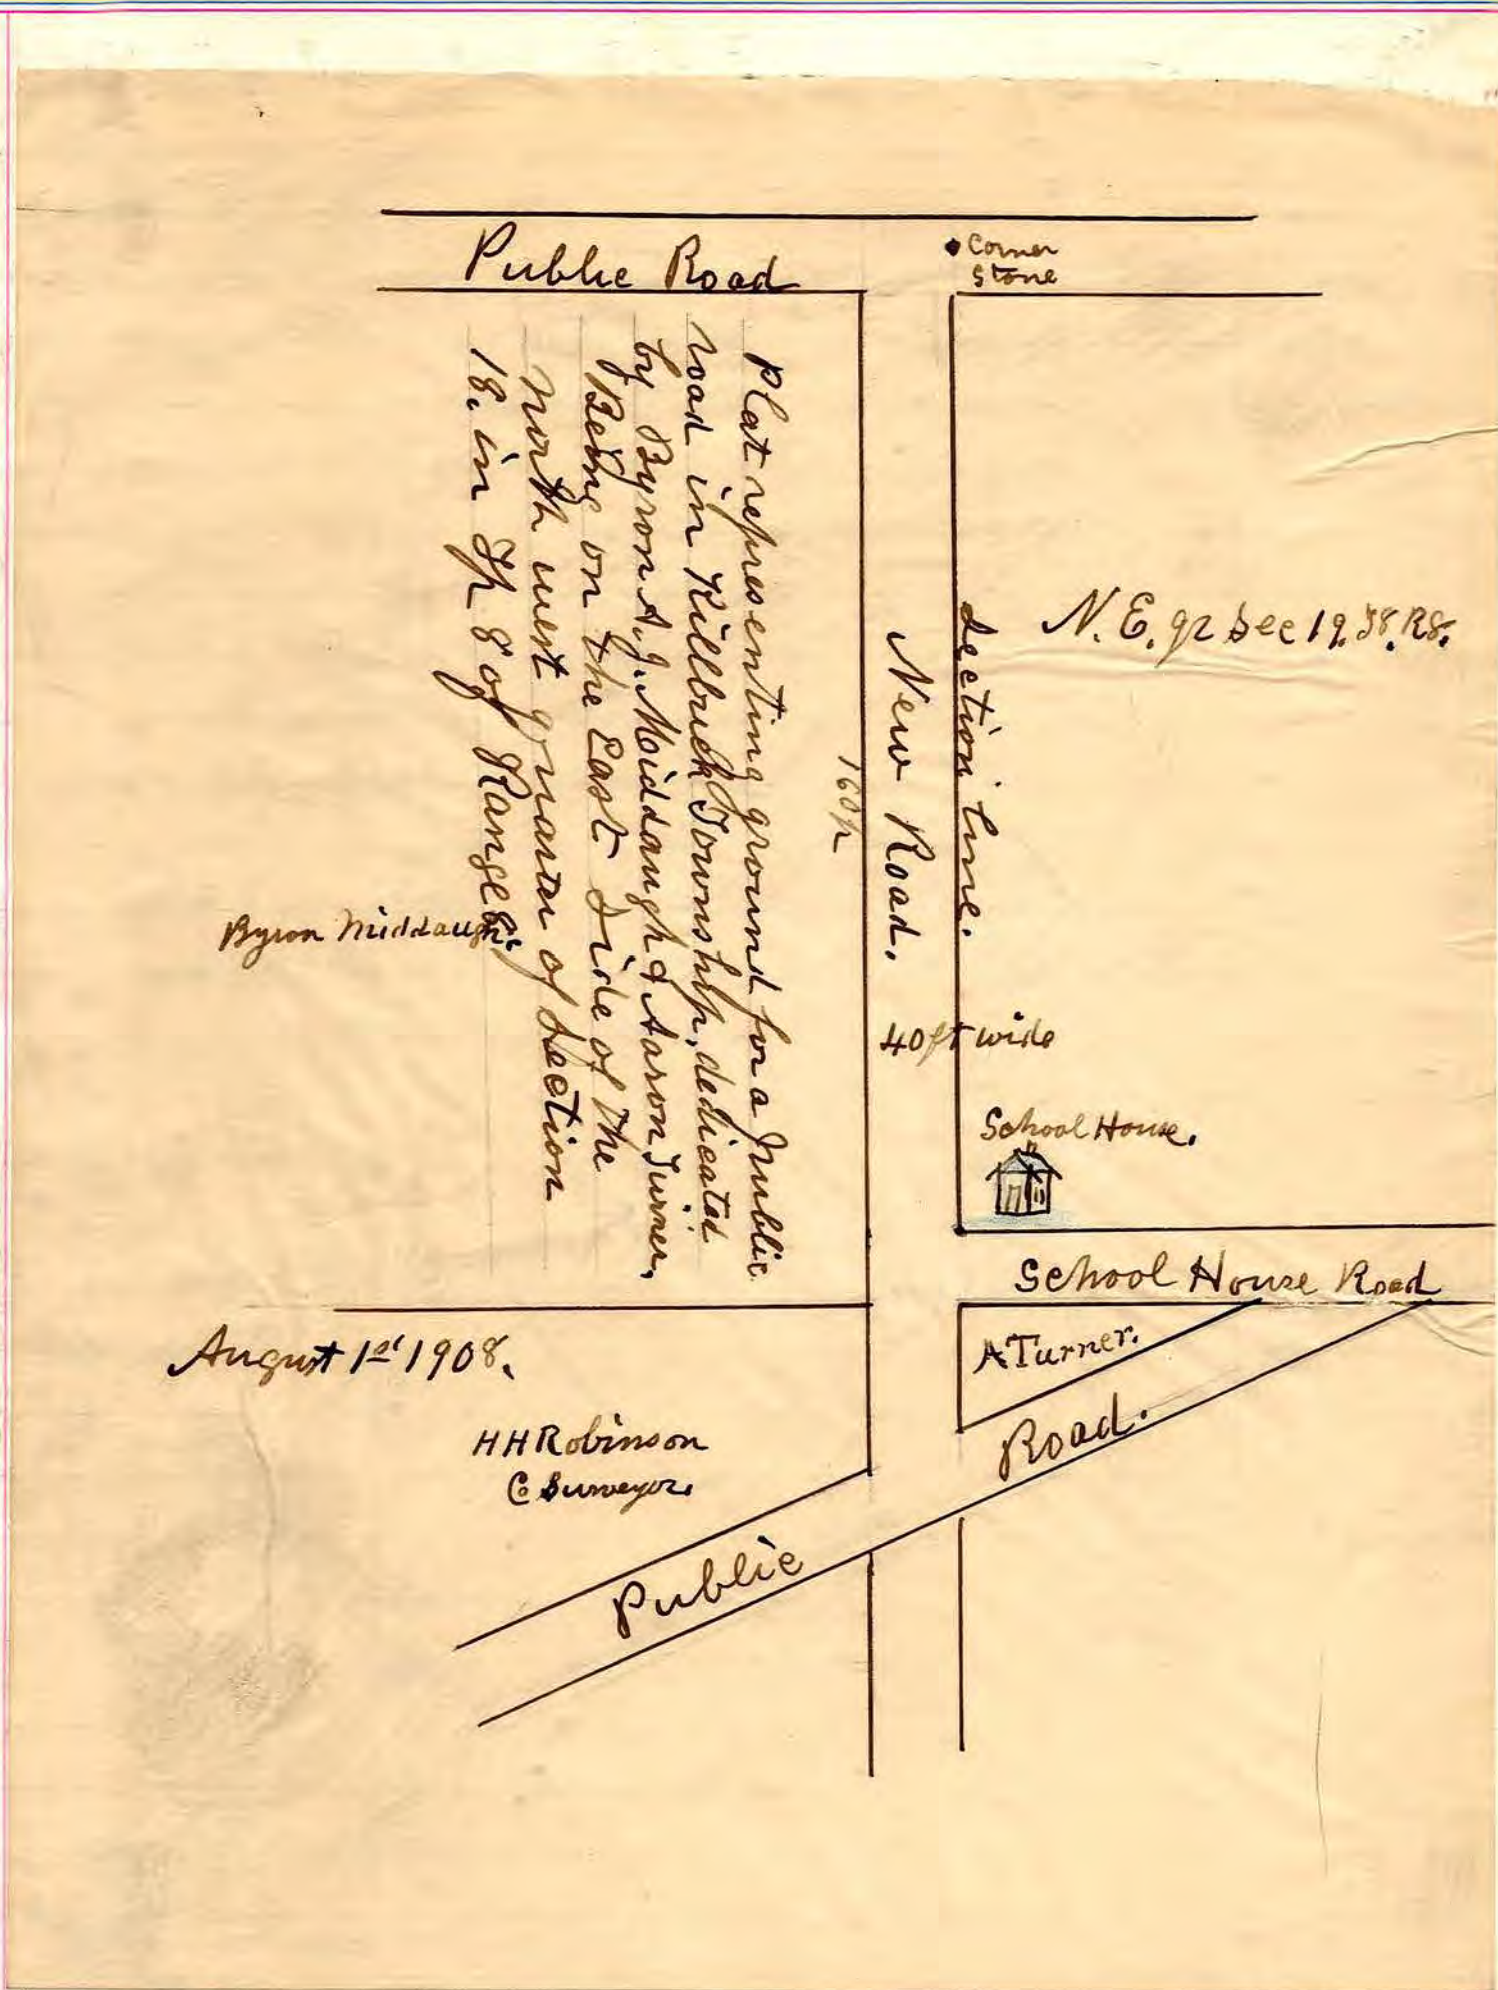 Public Road
Corner
Stone
Plat representing ground for a Public
road in Killbuck Township, dedicated
by Byron A. J. Middaugh & Aaron Turner,
Being on the East Side of the
North west quarter of Section
18. in Tp 8 of Range 8.
Byron Middaugh
160 p
New Road.
Section line.
N. E. qr Sec 19. T8. R8.
40 ft wide
School House.
School House Road
A Turner.
August 1st 1908.
H H Robinson
Co Surveyor.
Public Road.